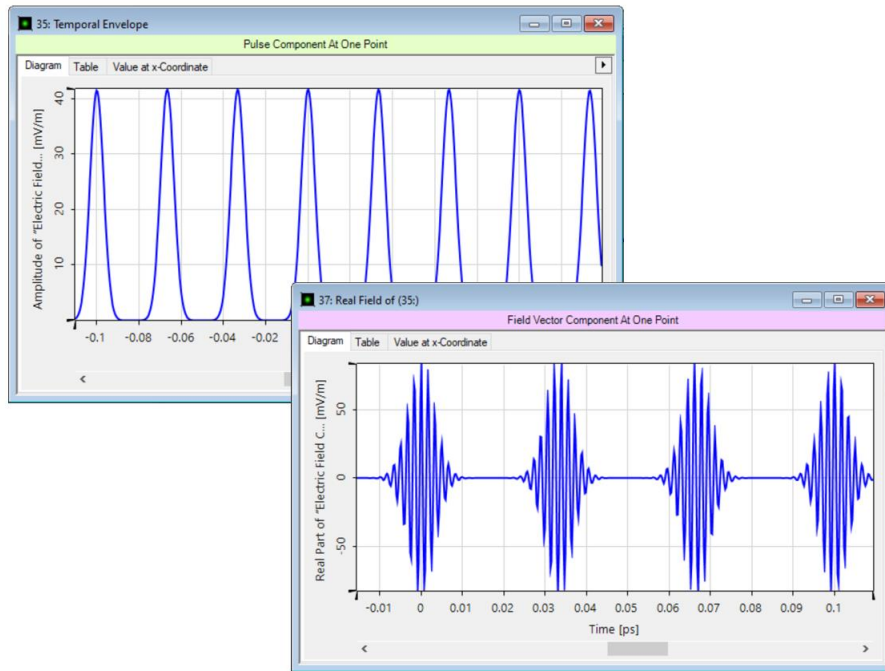 35: Temporal Envelope
Pulse Component At One Point
Diagram Table Value at x-Coordinate
Amplitude of "Electric Field... [mV/m]
40
30
20
10
-0.1 -0.08 -0.06 -0.04 -0.02
37: Real Field of (35:)
Field Vector Component At One Point
Diagram Table Value at x-Coordinate
Real Part of "Electric Field C... [mV/m]
50
0
-50
-0.01 0 0.01 0.02 0.03 0.04 0.05 0.06 0.07 0.08 0.09 0.1
Time [ps]